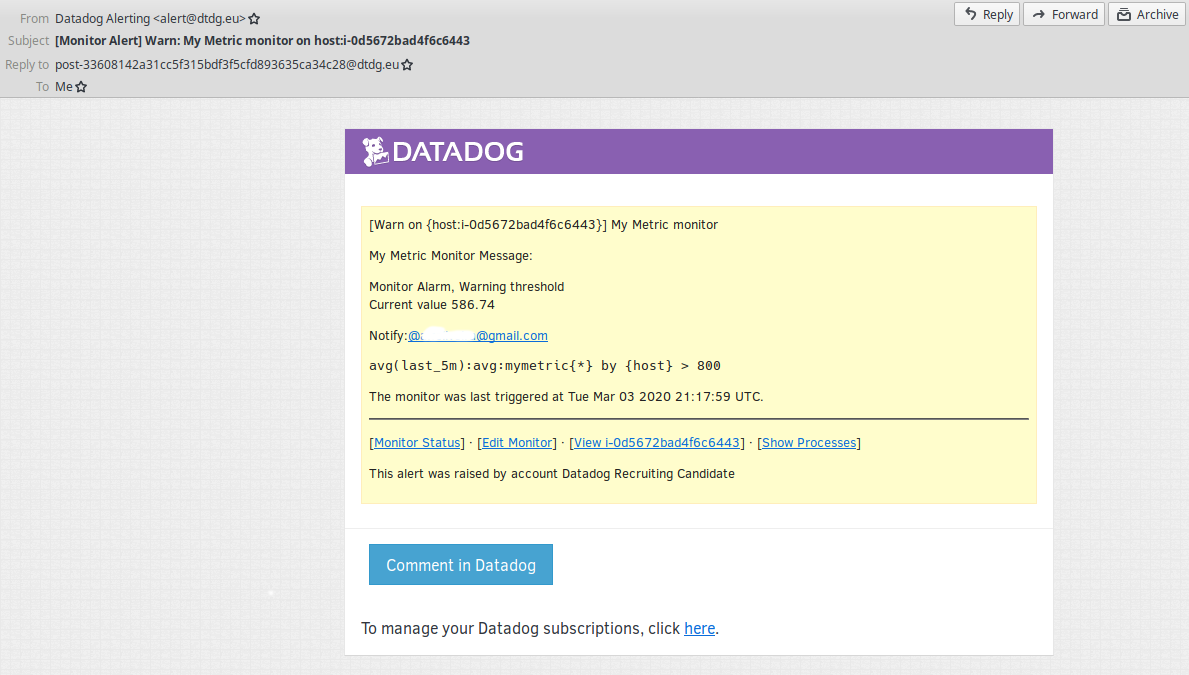 From Datadog Alerting <alert@dtdg.eu>
Reply Forward Archive
Subject [Monitor Alert] Warn: My Metric monitor on host:i-0d5672bad4f6c6443
Reply to post-33608142a31cc5f315bdf3f5cfd893635ca34c28@dtdg.eu
To Me
DATADOG
[Warn on {host:i-0d5672bad4f6c6443}] My Metric monitor
My Metric Monitor Message:
Monitor Alarm, Warning threshold
Current value 586.74
Notify:@ @gmail.com
avg(last_5m):avg:mymetric{*} by {host} > 800
The monitor was last triggered at Tue Mar 03 2020 21:17:59 UTC.
[Monitor Status] · [Edit Monitor] · [View i-0d5672bad4f6c6443] · [Show Processes]
This alert was raised by account Datadog Recruiting Candidate
Comment in Datadog
To manage your Datadog subscriptions, click here.